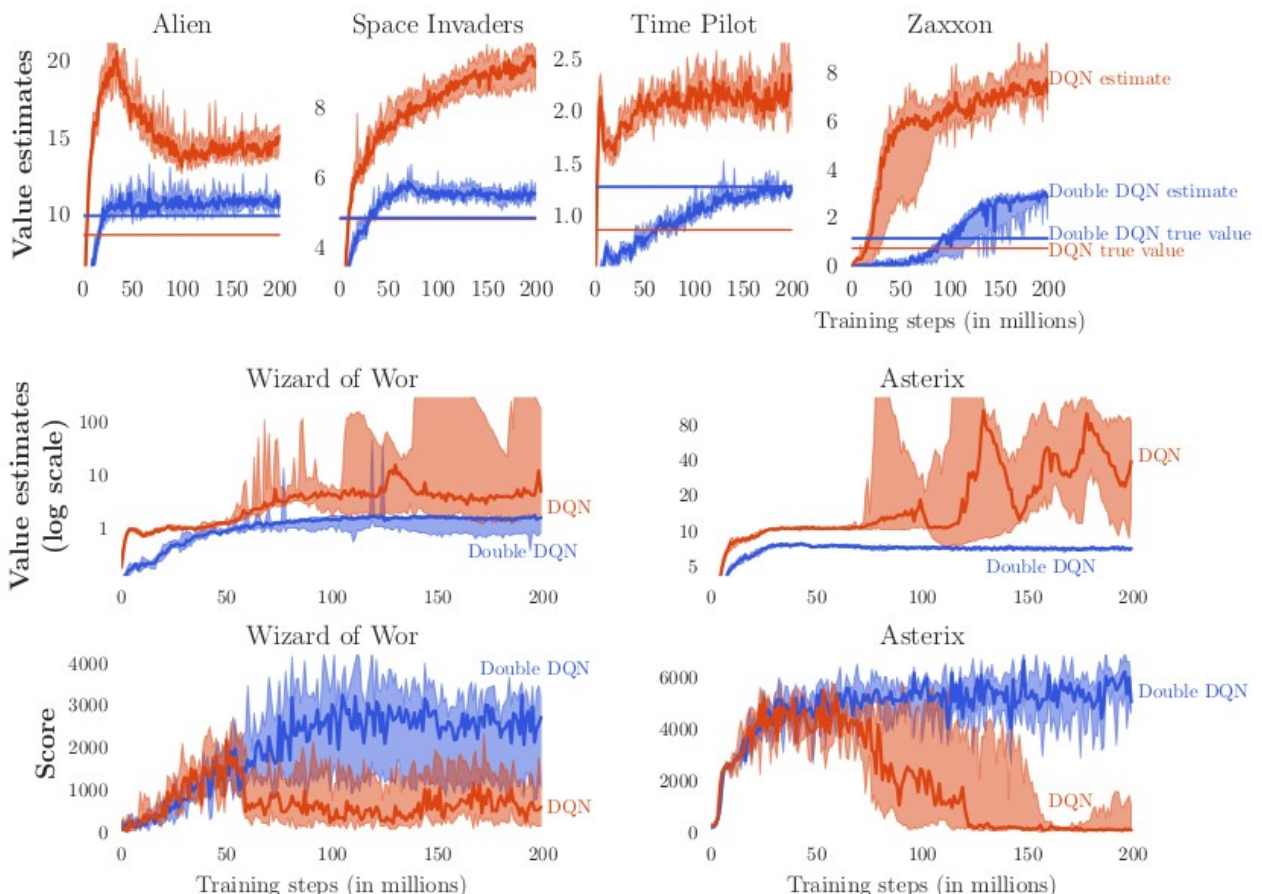 Alien
Space Invaders
Time Pilot
Zaxxon
Value estimates
20
15
10
0 50 100 150 200
8
6
4
0 50 100 150 200
2.5
2.0
1.5
1.0
0 50 100 150 200
8
6
4
2
0
0 50 100 150 200
DQN estimate
Double DQN estimate
Double DQN true value
DQN true value
Training steps (in millions)
Value estimates
(log scale)
Wizard of Wor
100
10
1
0 50 100 150 200
DQN
Double DQN
Asterix
80
40
20
10
5
0 50 100 150 200
DQN
Double DQN
Score
Wizard of Wor
4000
3000
2000
1000
0
0 50 100 150 200
Double DQN
DQN
Training steps (in millions)
Asterix
6000
4000
2000
0
0 50 100 150 200
Double DQN
DQN
Training steps (in millions)